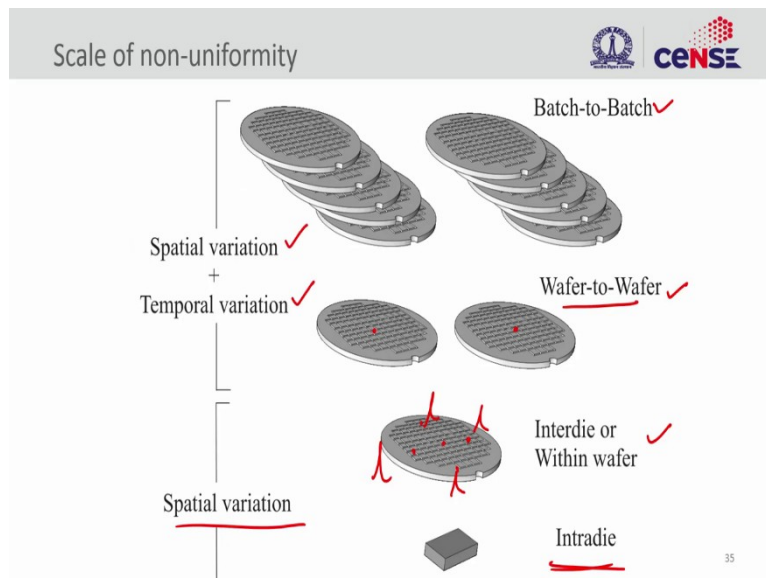 Scale of non-uniformity
CeNSE
Batch-to-Batch
Spatial variation
+
Temporal variation
Wafer-to-Wafer
Interdie or
Within wafer
Spatial variation
Intradie
35